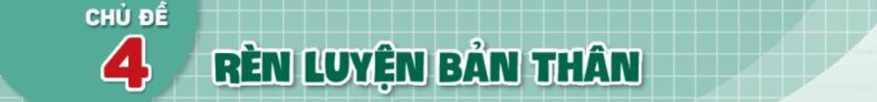 CHỦ ĐỀ
4
RÈN LUYỆN BẢN THÂN